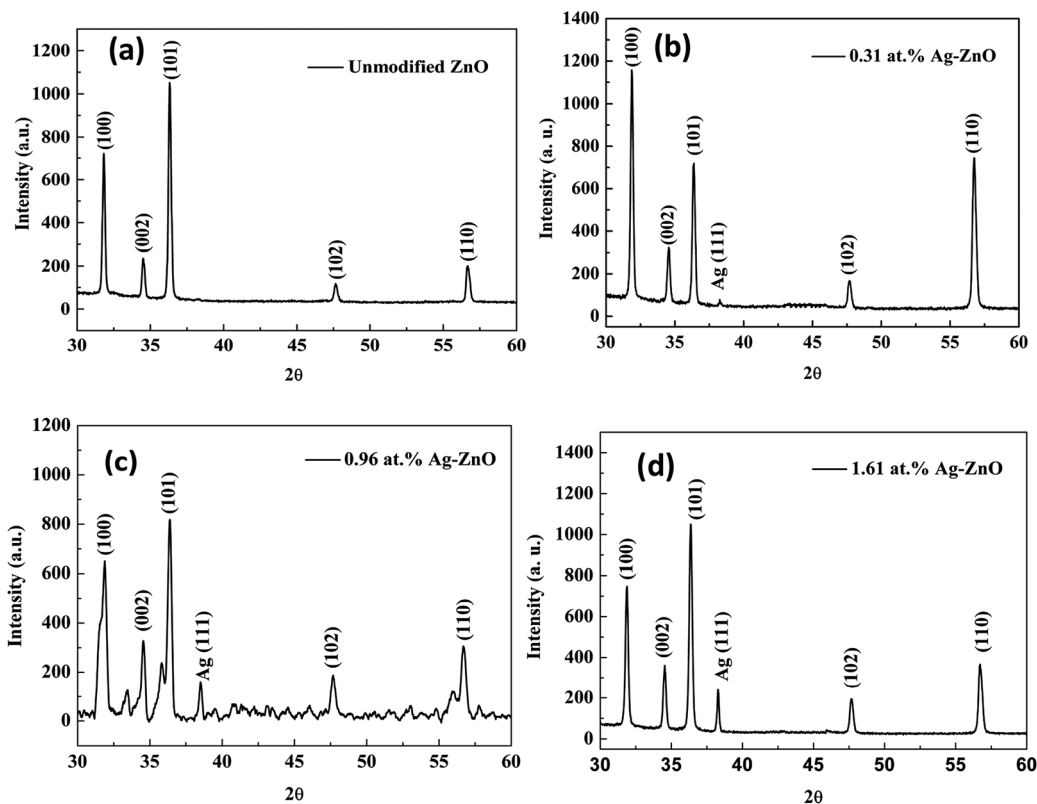 (a)
Unmodified ZnO
1200
1000
800
600
400
200
0
Intensity (a.u.)
(100)
(002)
(101)
(102)
(110)
30 35 40 45 50 55 60
2θ
(b)
0.31 at.% Ag-ZnO
1400
1200
1000
800
600
400
200
0
Intensity (a. u.)
(100)
(002)
(101)
Ag (111)
(102)
(110)
30 35 40 45 50 55 60
2θ
(c)
0.96 at.% Ag-ZnO
1200
1000
800
600
400
200
0
Intensity (a.u.)
(100)
(002)
(101)
Ag (111)
(102)
(110)
30 35 40 45 50 55 60
2θ
(d)
1.61 at.% Ag-ZnO
1400
1200
1000
800
600
400
200
0
Intensity (a. u.)
(100)
(002)
(101)
Ag (111)
(102)
(110)
30 35 40 45 50 55 60
2θ